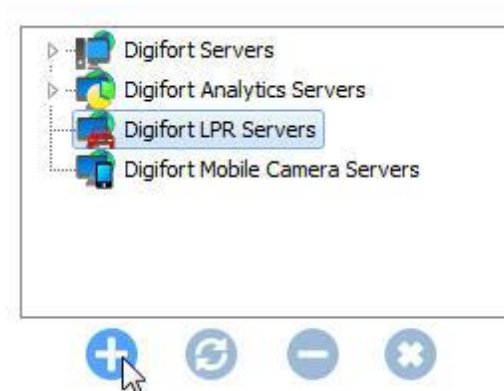 Digifort Servers
Digifort Analytics Servers
Digifort LPR Servers
Digifort Mobile Camera Servers